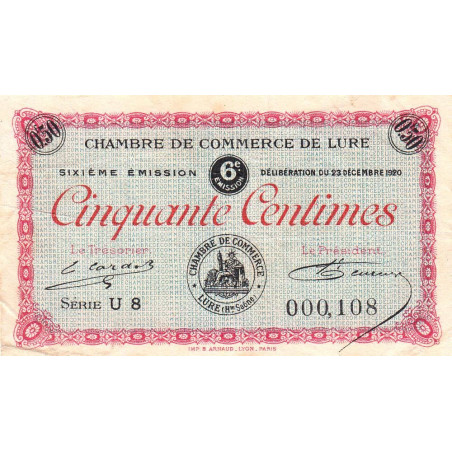 0.50 0.50
CHAMBRE DE COMMERCE DE LURE
SIXIÈME ÉMISSION 6e ÉMISSION DÉLIBÉRATION DU 23 DÉCEMBRE 1920
Cinquante Centimes
Le Trésorier Le Président
CHAMBRE DE COMMERCE
LURE (Hte Saône)
SÉRIE U 8 000,108
IMP. B. ARNAUD, LYON, PARIS